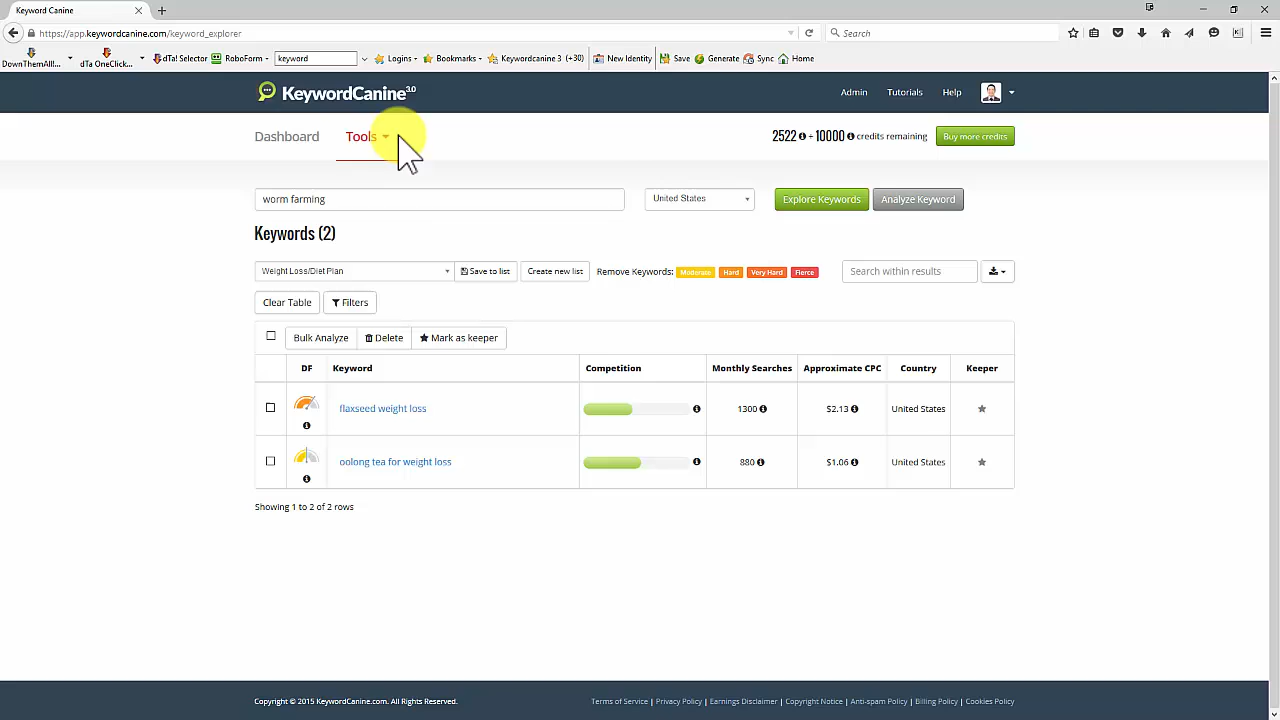 Keyword Canine
https://app.keywordcanine.com/keyword_explorer
Search
DownThemAll!...
dTa OneClick...
dTa! Selector
RoboForm
keyword
Logins
Bookmarks
Keywordcanine 3 (+30)
New Identity
Save
Generate
Sync
Home
KeywordCanine 3.0
Admin
Tutorials
Help
Dashboard
Tools
2522 + 10000 credits remaining
Buy more credits
worm farming
United States
Explore Keywords
Analyze Keyword
Keywords (2)
Weight Loss/Diet Plan
Save to list
Create new list
Remove Keywords:
Moderate
Hard
Very Hard
Fierce
Search within results
Clear Table
Filters
Bulk Analyze
Delete
Mark as keeper
DF
Keyword
Competition
Monthly Searches
Approximate CPC
Country
Keeper
flaxseed weight loss
1300
$2.13
United States
oolong tea for weight loss
880
$1.06
United States
Showing 1 to 2 of 2 rows
Copyright © 2015 KeywordCanine.com. All Rights Reserved.
Terms of Service | Privacy Policy | Earnings Disclaimer | Copyright Notice | Anti-spam Policy | Billing Policy | Cookies Policy